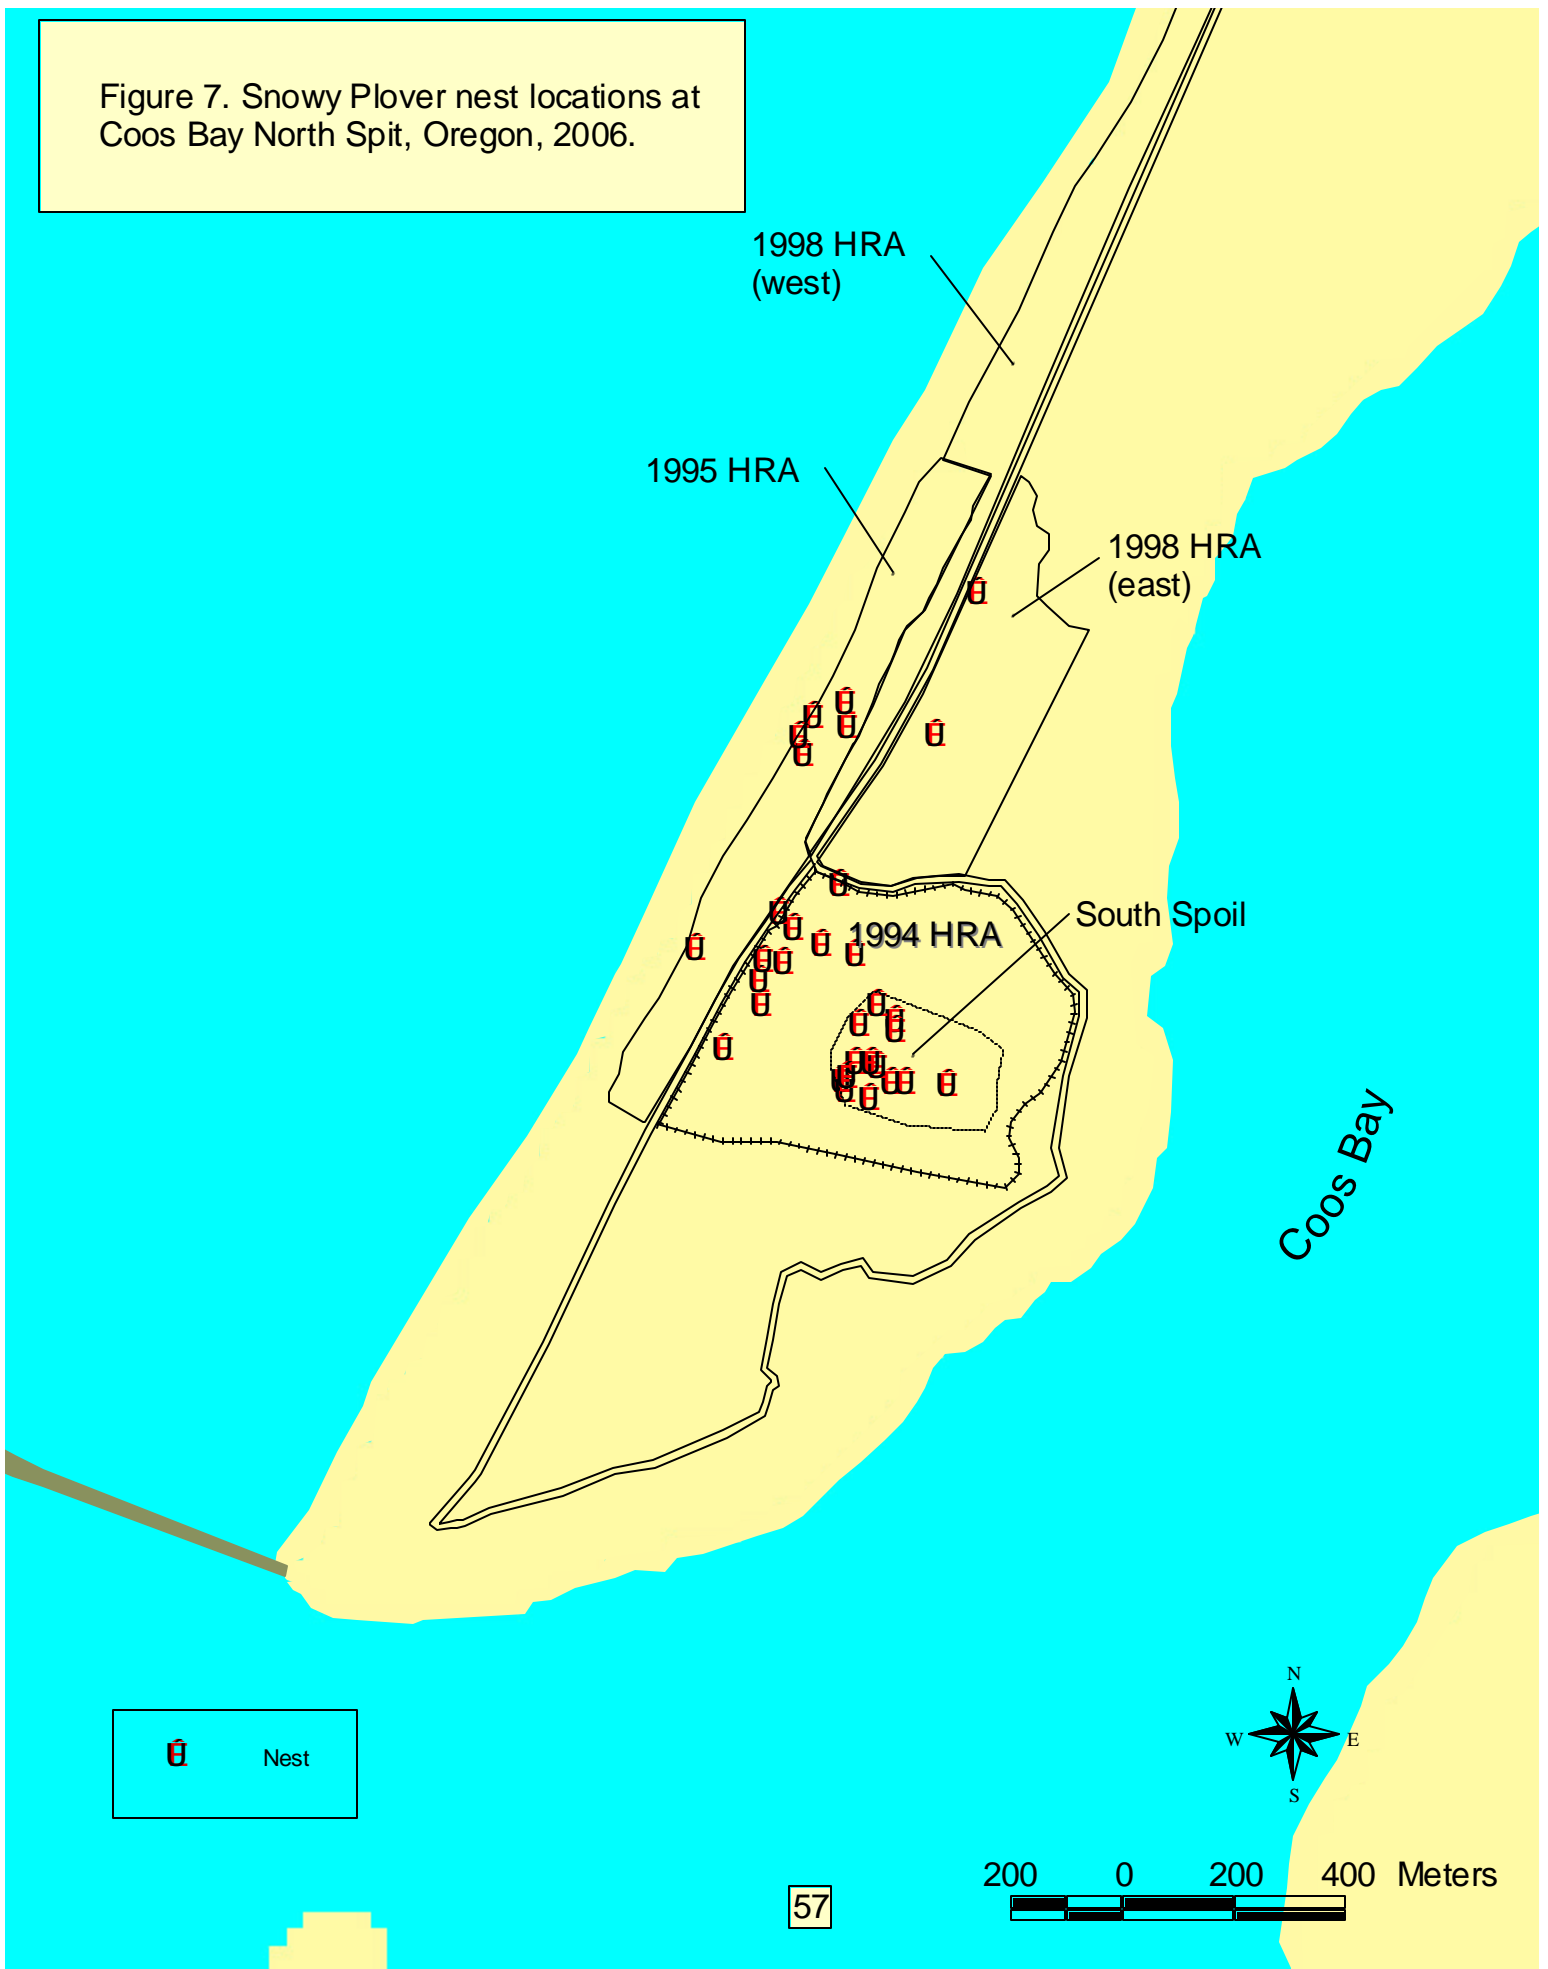 Figure 7. Snowy Plover nest locations at
Coos Bay North Spit, Oregon, 2006.
1998 HRA
(west)
1995 HRA
1998 HRA
(east)
South Spoil
1994 HRA
Coos Bay
Nest
N
W
E
S
200 0 200 400 Meters
57